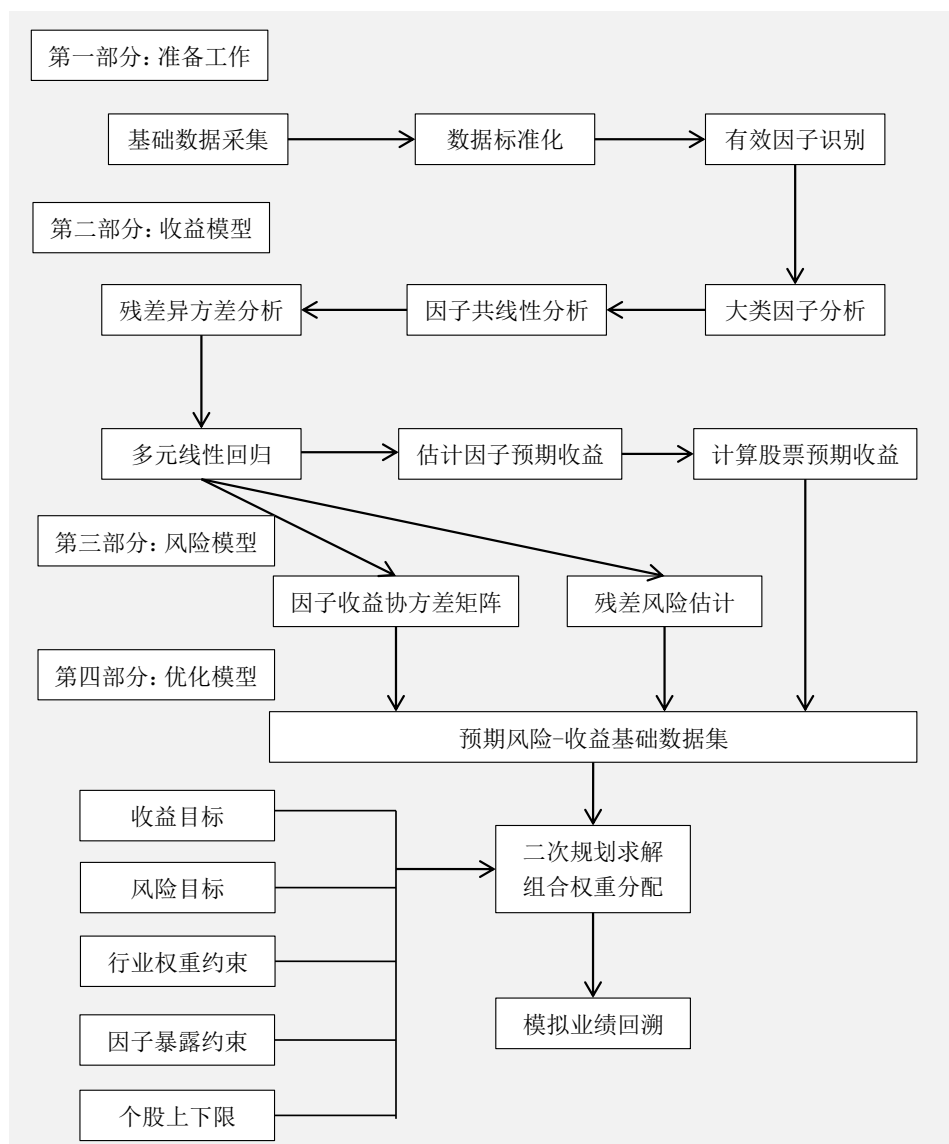 第一部分：准备工作
基础数据采集
数据标准化
有效因子识别
第二部分：收益模型
残差异方差分析
因子共线性分析
大类因子分析
多元线性回归
估计因子预期收益
计算股票预期收益
第三部分：风险模型
因子收益协方差矩阵
残差风险估计
第四部分：优化模型
预期风险-收益基础数据集
收益目标
二次规划求解
组合权重分配
风险目标
行业权重约束
模拟业绩回溯
因子暴露约束
个股上下限